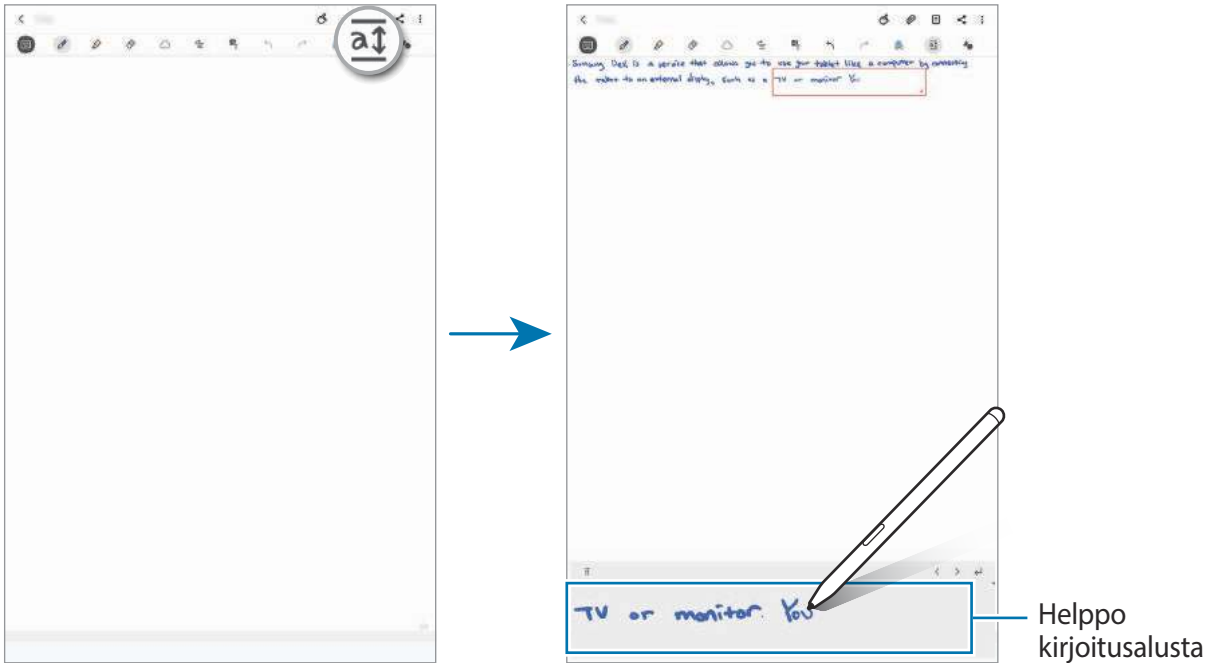 Samsung DeX is a service that allows you to use your tablet like a computer by connecting
the tablet to an external display, such as a TV or monitor. You
TV or monitor. You
Helppo
kirjoitusalusta